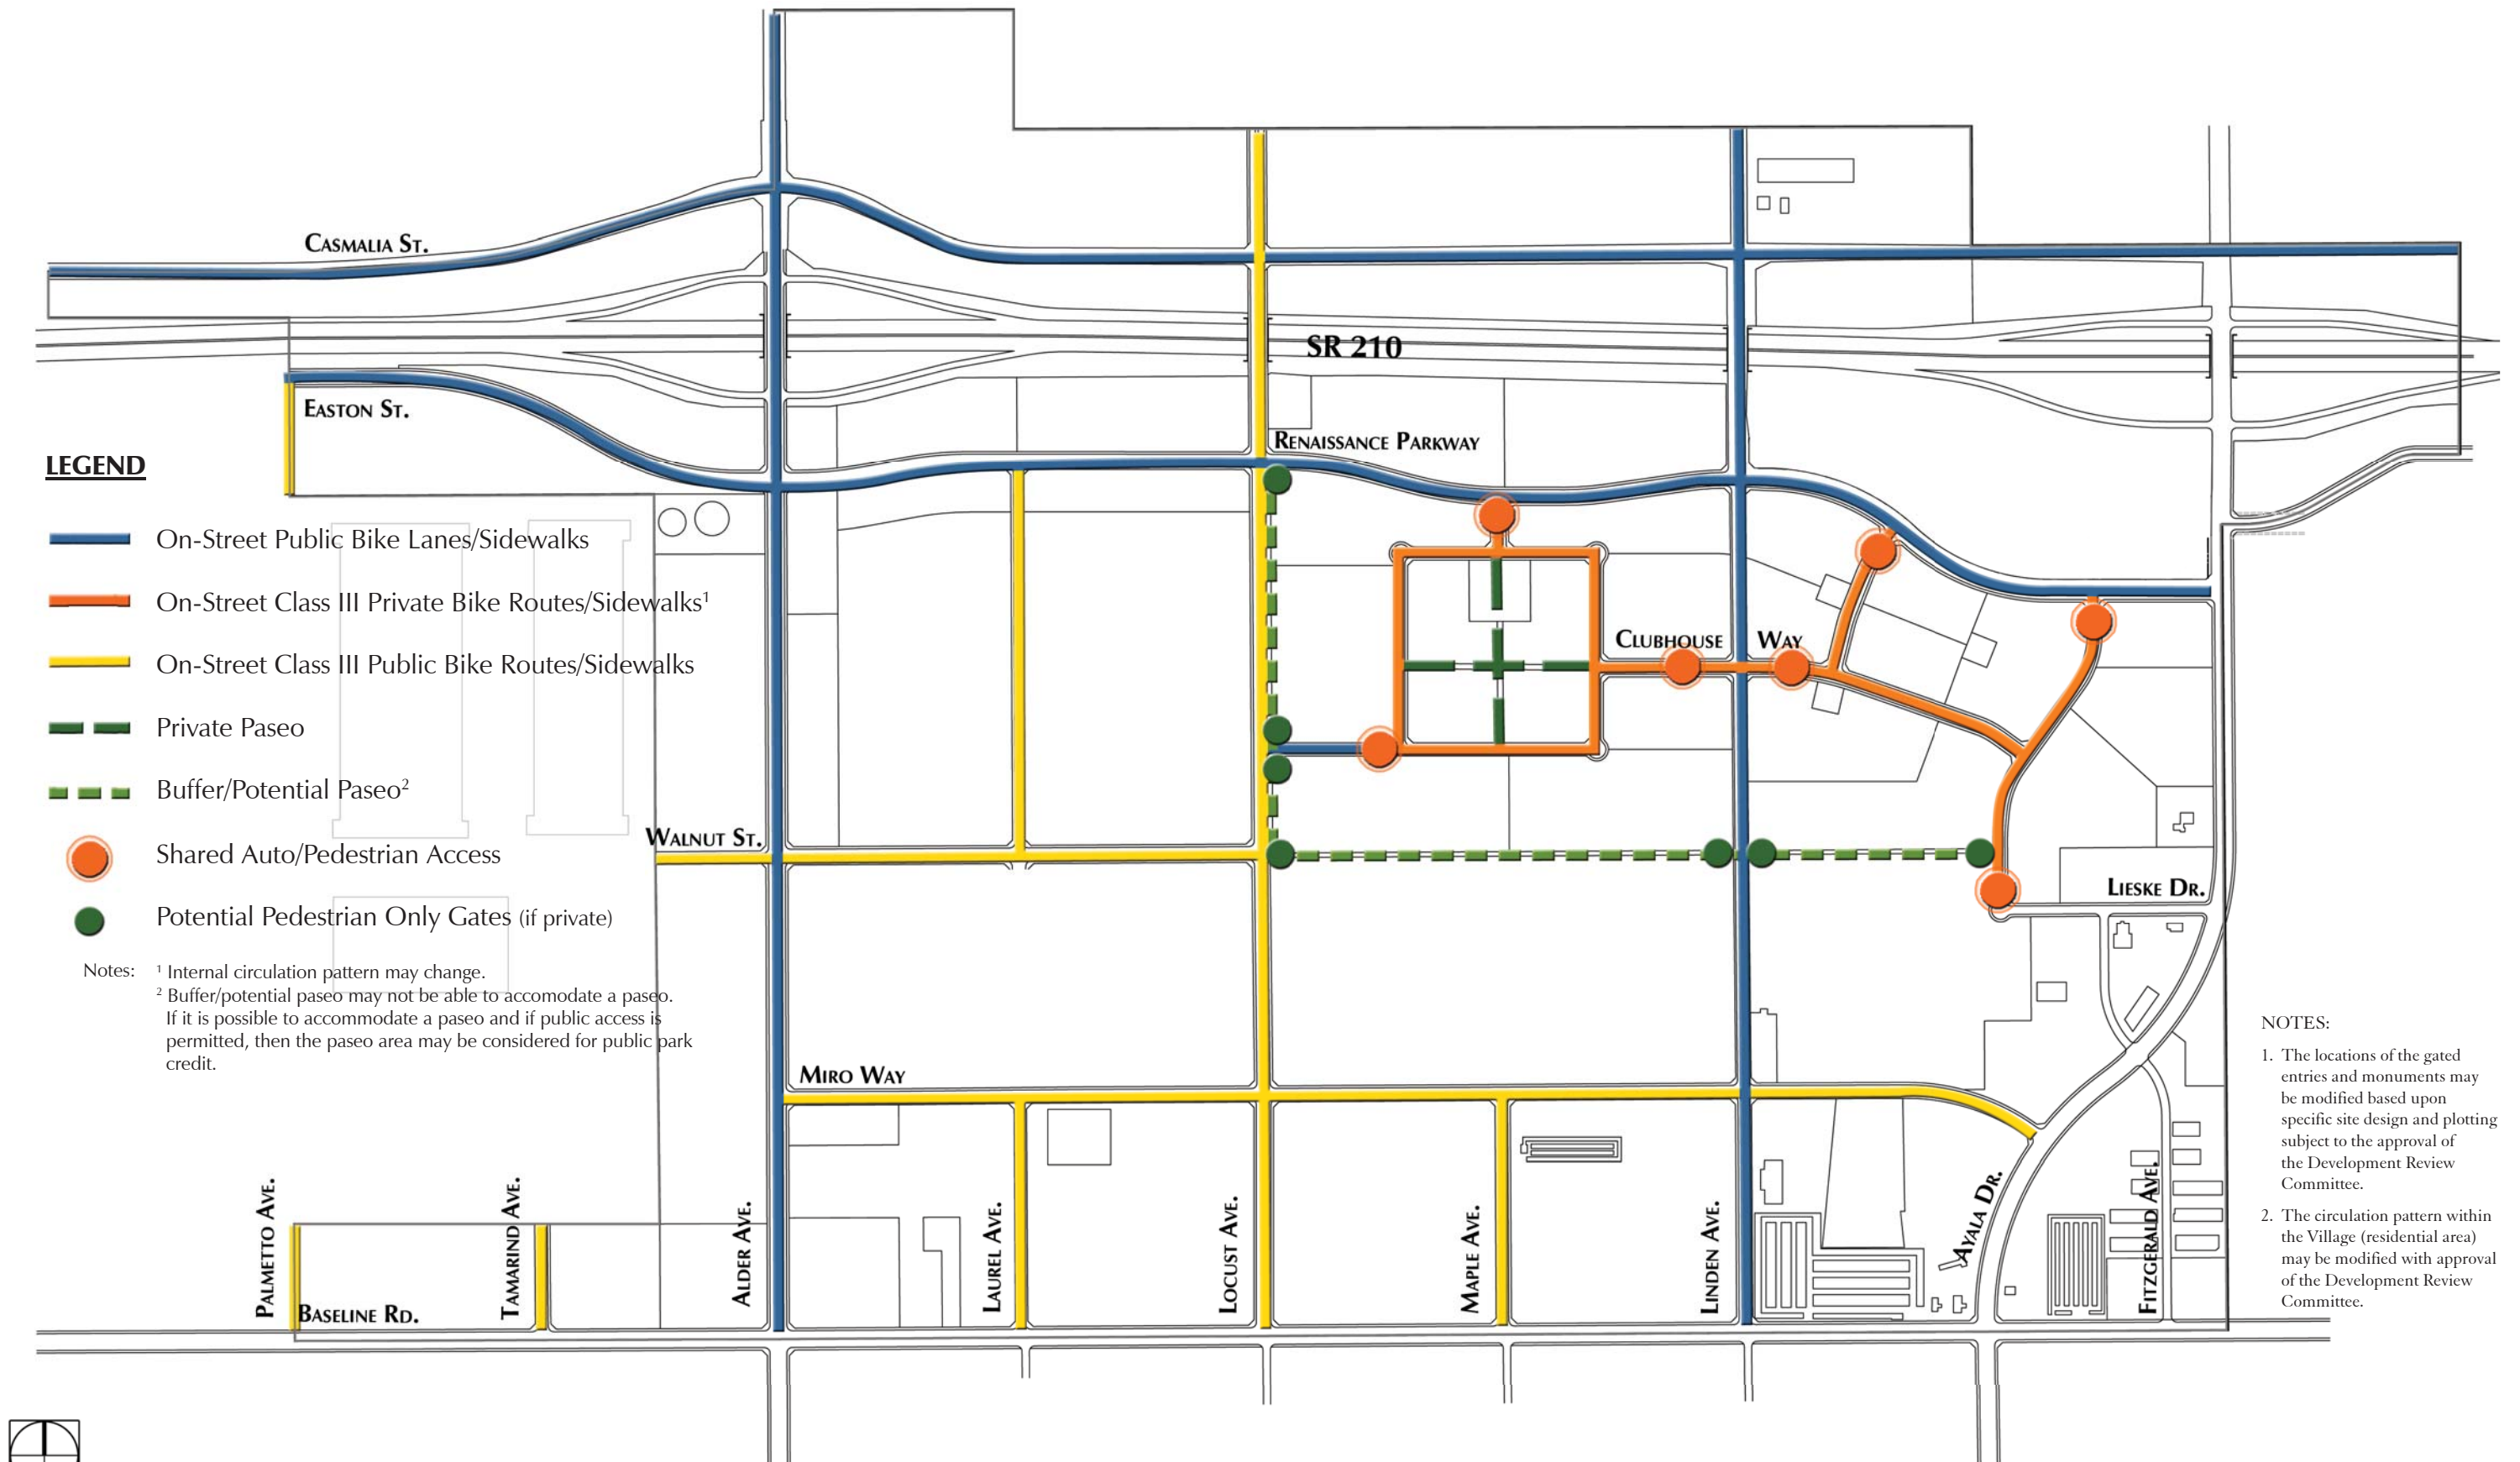 CASMALIA ST.
SR 210
EASTON ST.
RENAISSANCE PARKWAY
LEGEND
On-Street Public Bike Lanes/Sidewalks
On-Street Class III Private Bike Routes/Sidewalks¹
On-Street Class III Public Bike Routes/Sidewalks
Private Paseo
Buffer/Potential Paseo²
Shared Auto/Pedestrian Access
Potential Pedestrian Only Gates (if private)
Notes: ¹ Internal circulation pattern may change.
² Buffer/potential paseo may not be able to accomodate a paseo.
If it is possible to accommodate a paseo and if public access is
permitted, then the paseo area may be considered for public park
credit.
CLUBHOUSE WAY
WALNUT ST.
LIESKE DR.
MIRO WAY
PALMETTO AVE.
TAMARIND AVE.
ALDER AVE.
LAUREL AVE.
LOCUST AVE.
MAPLE AVE.
LINDEN AVE.
AYALA DR.
FITZGERALD AVE.
BASELINE RD.
NOTES:
1. The locations of the gated
entries and monuments may
be modified based upon
specific site design and plotting
subject to the approval of
the Development Review
Committee.
2. The circulation pattern within
the Village (residential area)
may be modified with approval
of the Development Review
Committee.